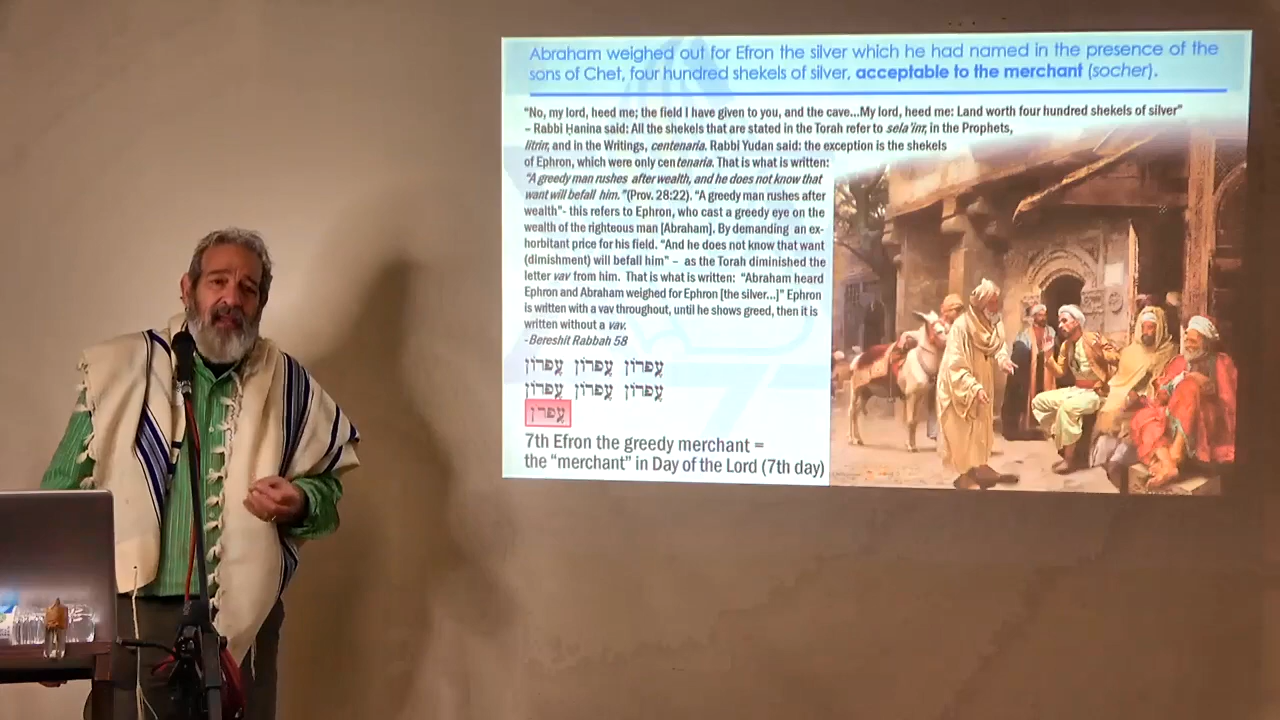 Abraham weighed out for Efron the silver which he had named in the presence of the
sons of Chet, four hundred shekels of silver, acceptable to the merchant (socher).
“No, my lord, heed me; the field I have given to you, and the cave...My lord, heed me: Land worth four hundred shekels of silver”
– Rabbi Ḥanina said: All the shekels that are stated in the Torah refer to sela’im; in the Prophets,
litrin; and in the Writings, centenaria. Rabbi Yudan said: the exception is the shekels
of Ephron, which were only centenaria. That is what is written:
“A greedy man rushes after wealth, and he does not know that
want will befall him.”(Prov. 28:22). “A greedy man rushes after
wealth”- this refers to Ephron, who cast a greedy eye on the
wealth of the righteous man [Abraham]. By demanding an ex-
horbitant price for his field. “And he does not know that want
(dimishment) will befall him” – as the Torah diminished the
letter vav from him. That is what is written: “Abraham heard
Ephron and Abraham weighed for Ephron [the silver...]” Ephron
is written with a vav throughout, until he shows greed, then it is
written without a vav.
-Bereshit Rabbah 58
עֶפְרוֹן עֶפְרוֹן עֶפְרוֹן
עֶפְרוֹן עֶפְרוֹן עֶפְרוֹן
עֶפְרֹן
7th Efron the greedy merchant =
the “merchant” in Day of the Lord (7th day)